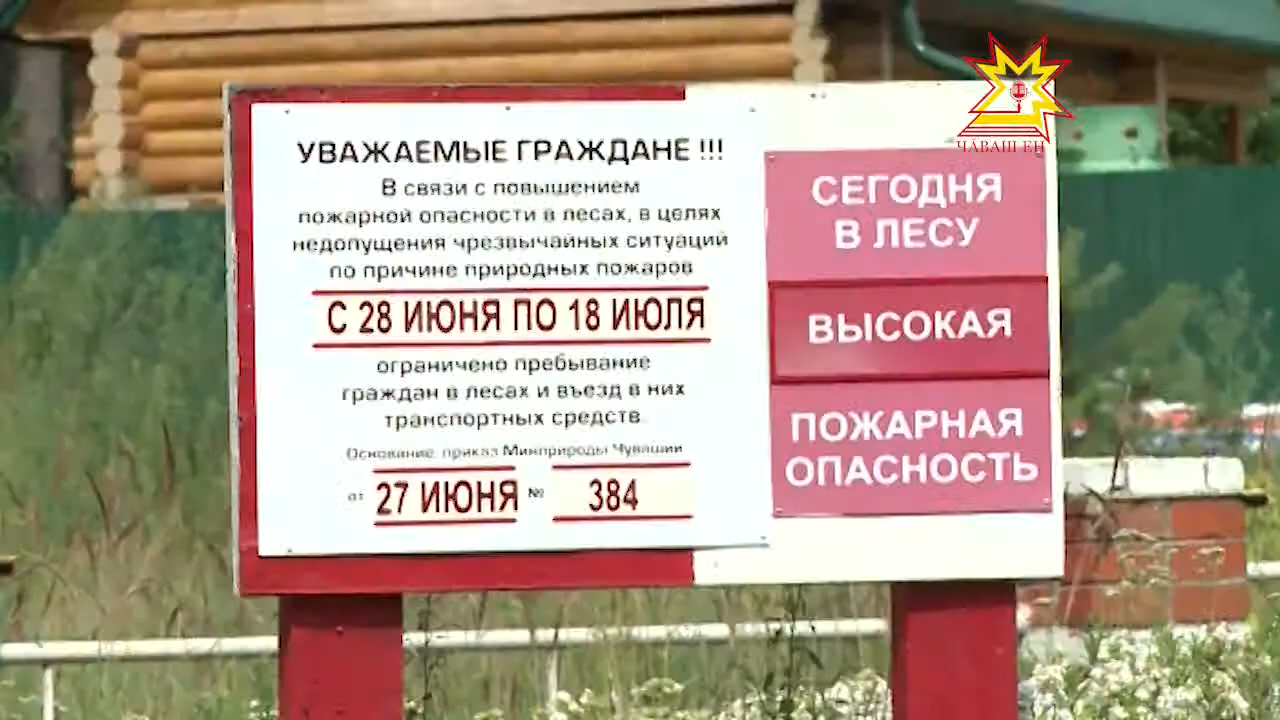 УВАЖАЕМЫЕ ГРАЖДАНЕ !!!
В связи с повышением
пожарной опасности в лесах, в целях
недопущения чрезвычайных ситуаций
по причине природных пожаров
С 28 ИЮНЯ ПО 18 ИЮЛЯ
ограничено пребывание
граждан в лесах и въезд в них
транспортных средств.
Основание: приказ Минприроды Чувашии
от 27 ИЮНЯ № 384
СЕГОДНЯ
В ЛЕСУ
ВЫСОКАЯ
ПОЖАРНАЯ
ОПАСНОСТЬ
ЧӐВАШ ЕН